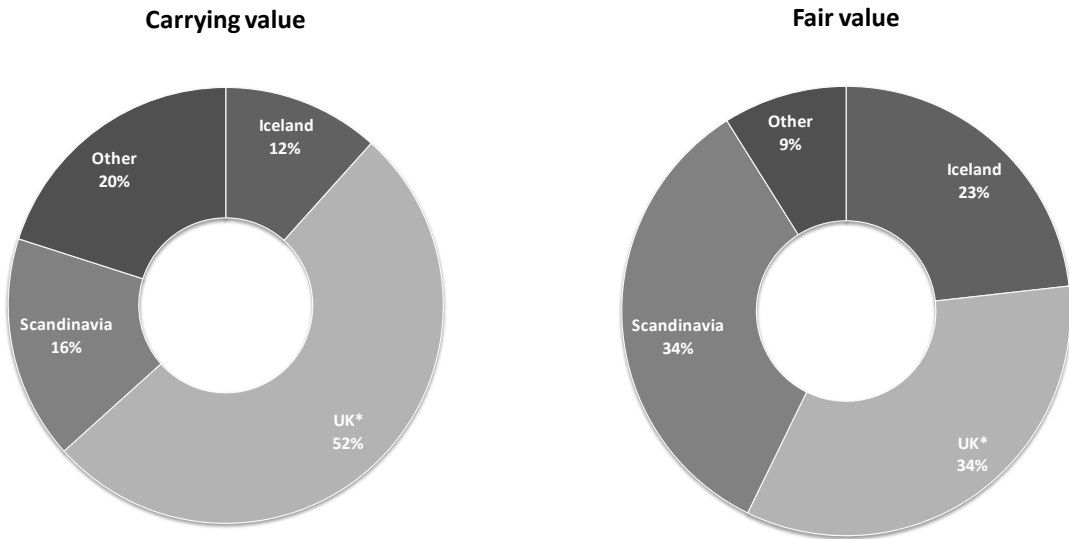 Carrying value
Iceland
12%
Other
20%
Scandinavia
16%
UK*
52%
Fair value
Other
9%
Iceland
23%
Scandinavia
34%
UK*
34%